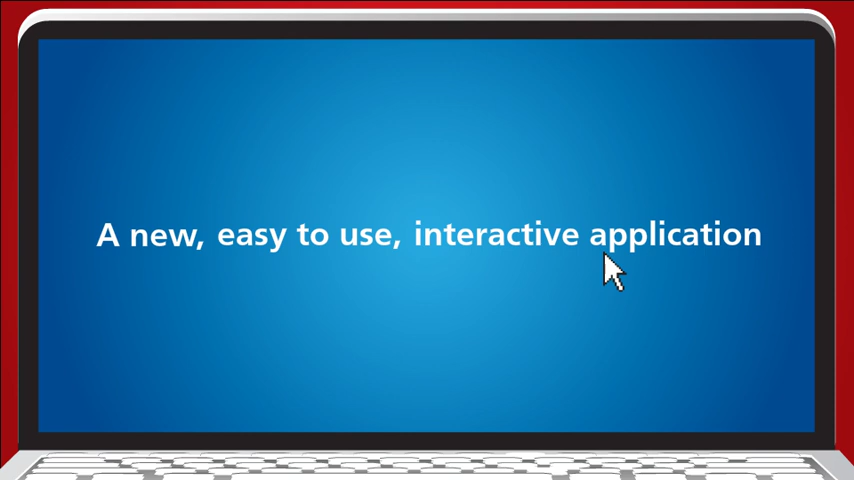 A new, easy to use, interactive application